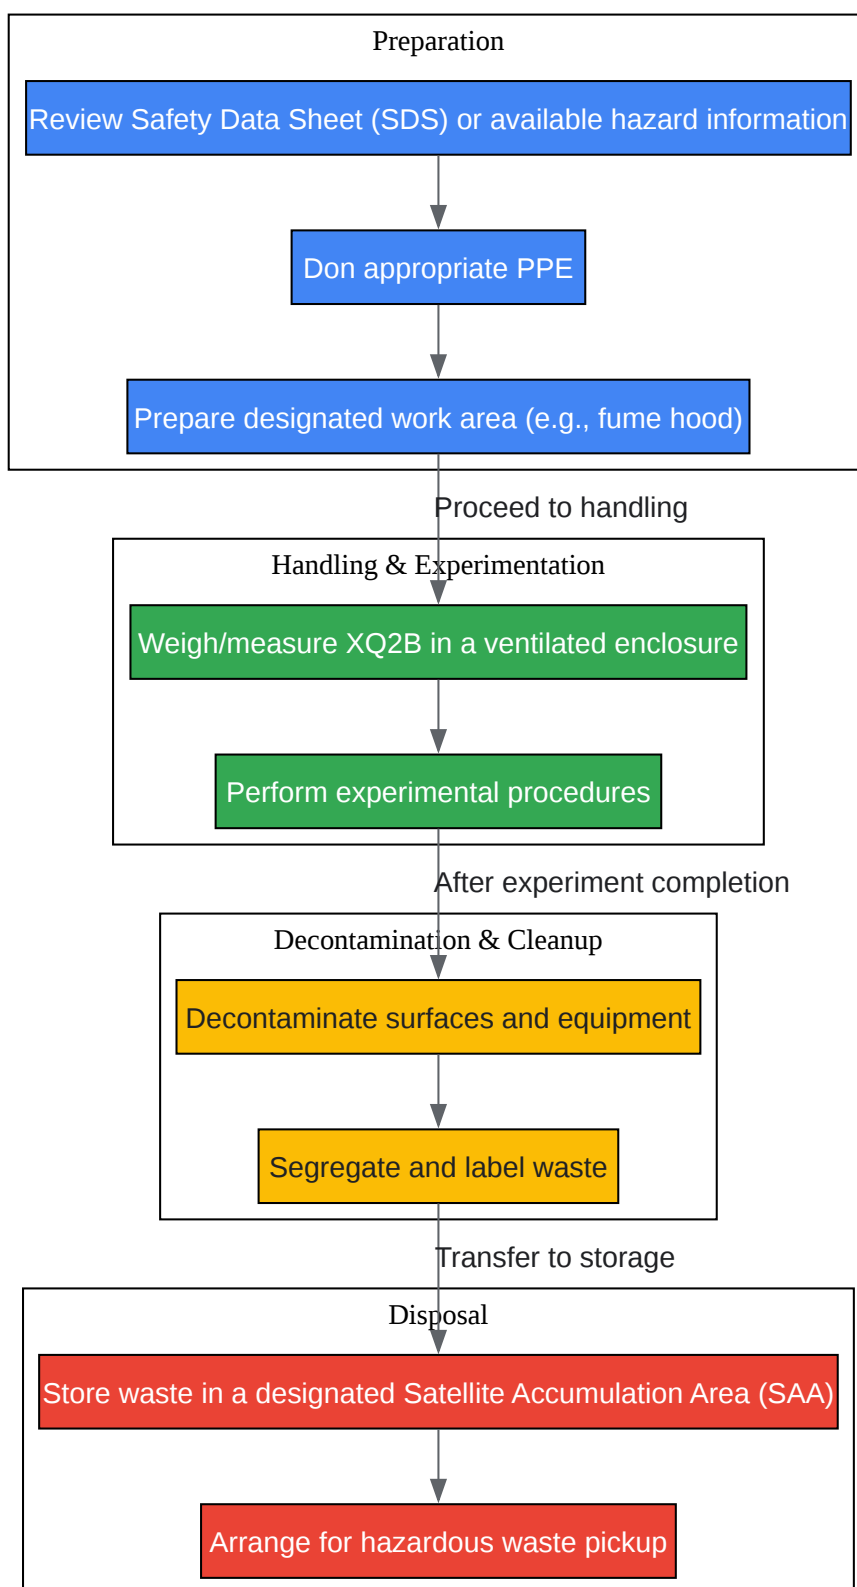 Preparation
Review Safety Data Sheet (SDS) or available hazard information
Don appropriate PPE
Prepare designated work area (e.g., fume hood)
Proceed to handling
Handling & Experimentation
Weigh/measure XQ2B in a ventilated enclosure
Perform experimental procedures
After experiment completion
Decontamination & Cleanup
Decontaminate surfaces and equipment
Segregate and label waste
Transfer to storage
Disposal
Store waste in a designated Satellite Accumulation Area (SAA)
Arrange for hazardous waste pickup